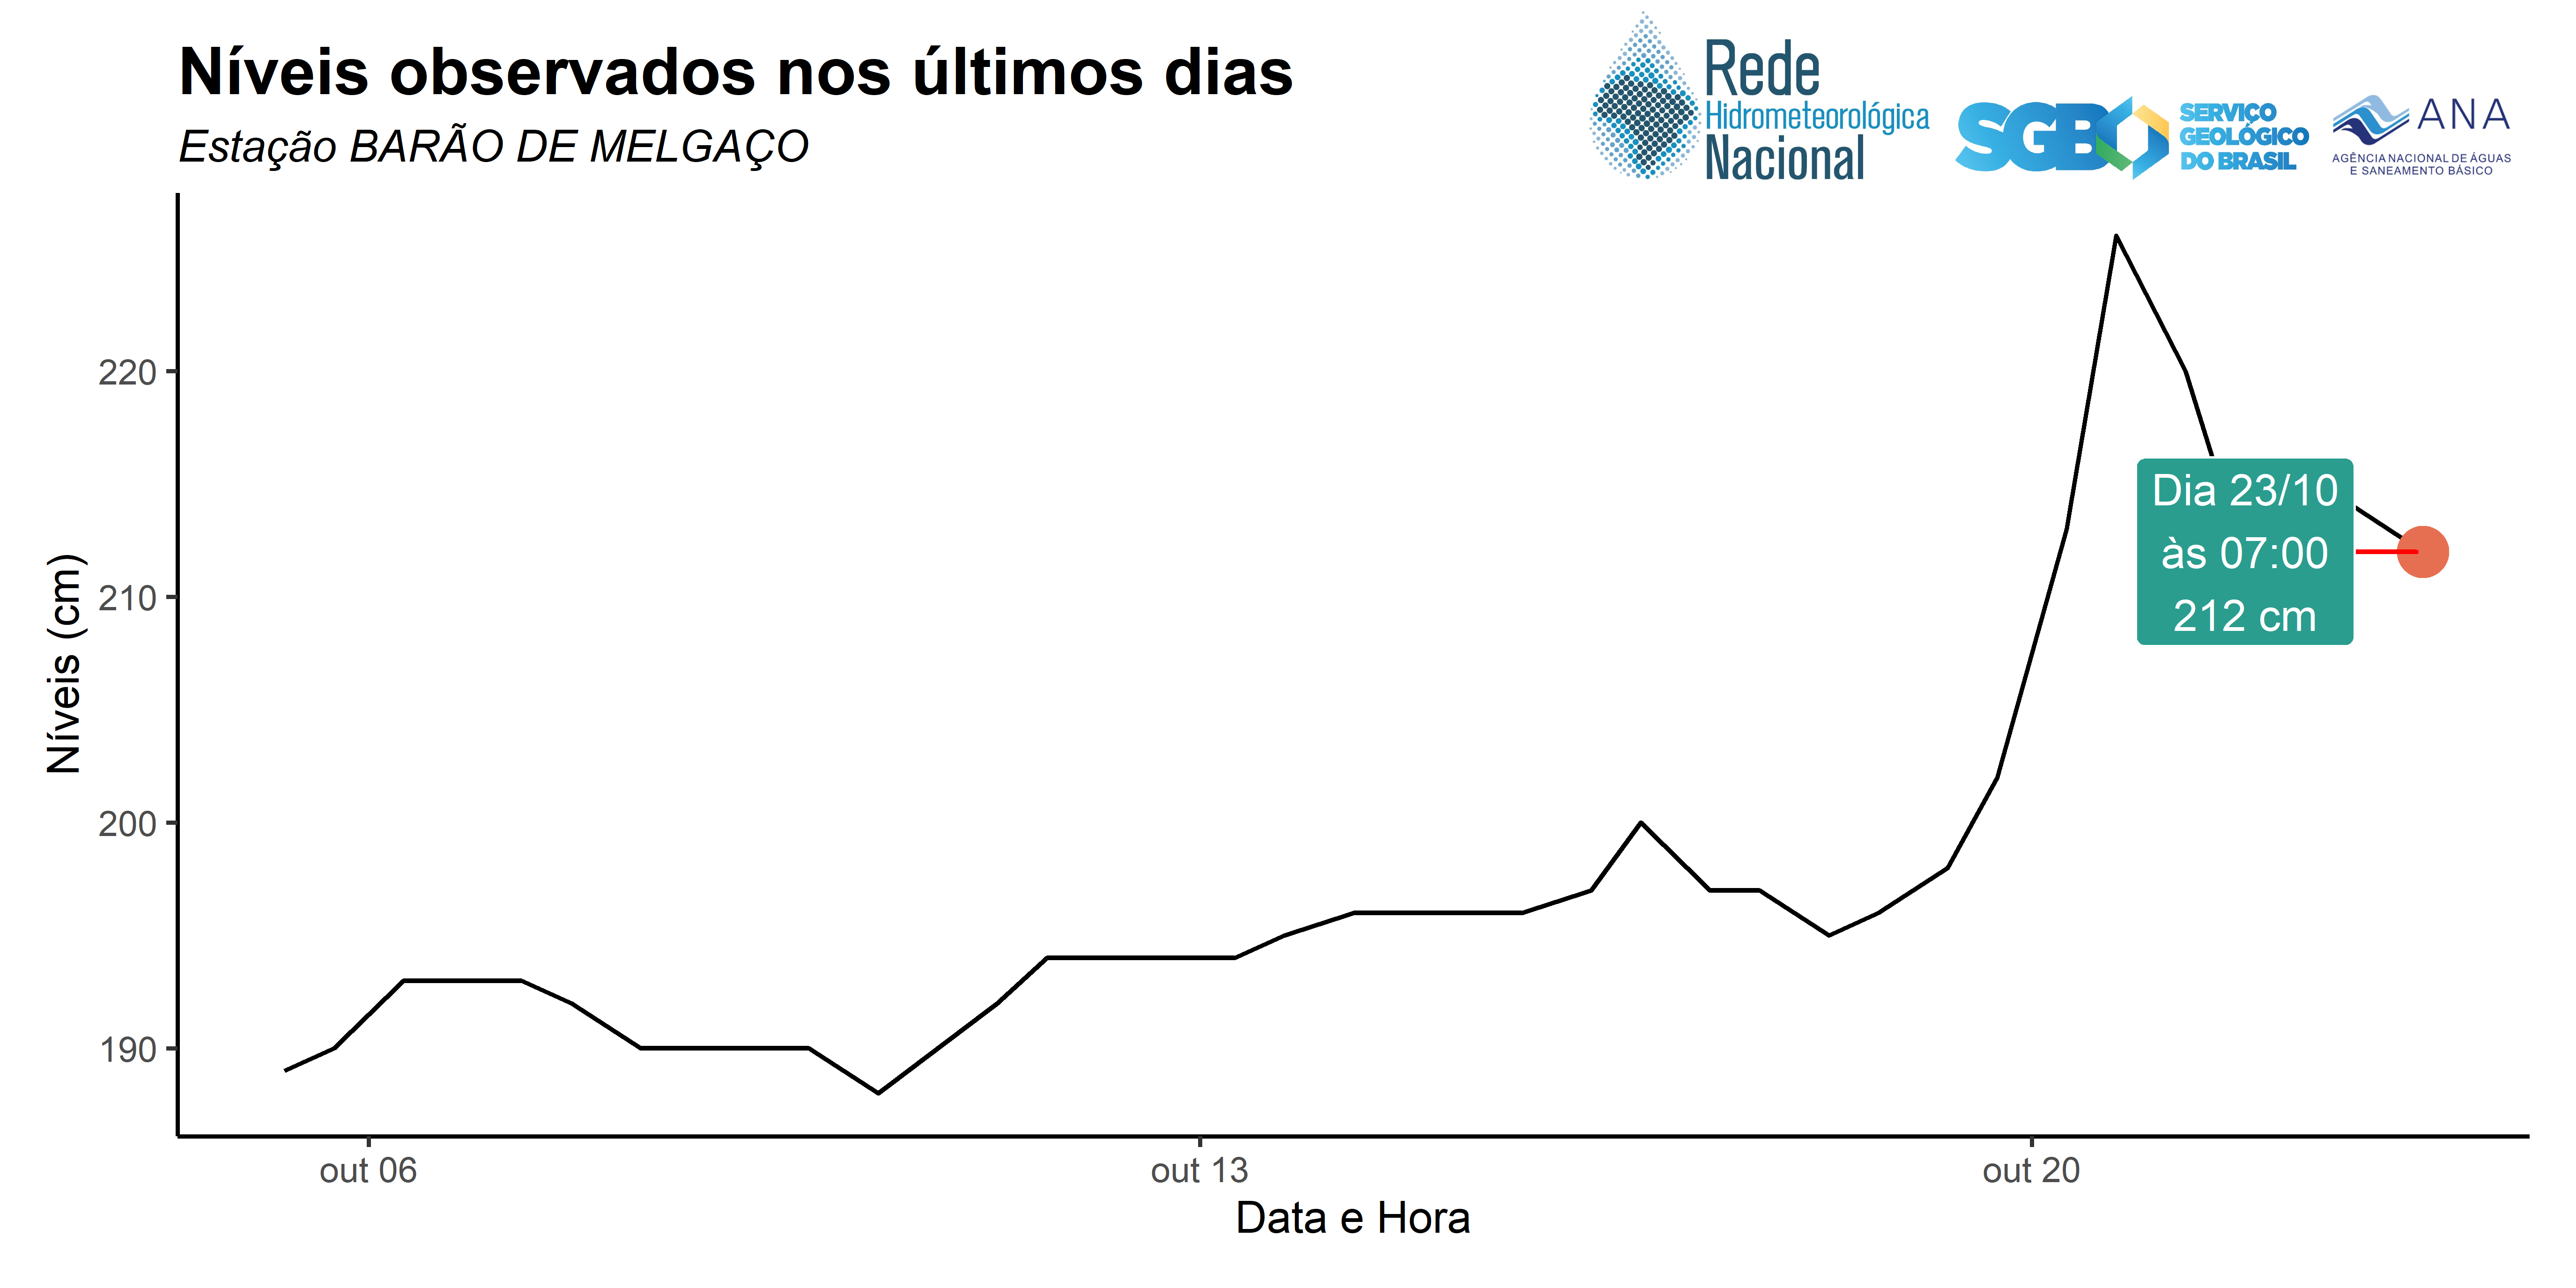 Níveis observados nos últimos dias
Estação BARÃO DE MELGAÇO
Rede
Hidrometeorológica
Nacional
SGB
SERVIÇO
GEOLÓGICO
DO BRASIL
ANA
AGÊNCIA NACIONAL DE ÁGUAS
E SANEAMENTO BÁSICO
Níveis (cm)
220
210
200
190
Dia 23/10
às 07:00
212 cm
out 06
out 13
out 20
Data e Hora